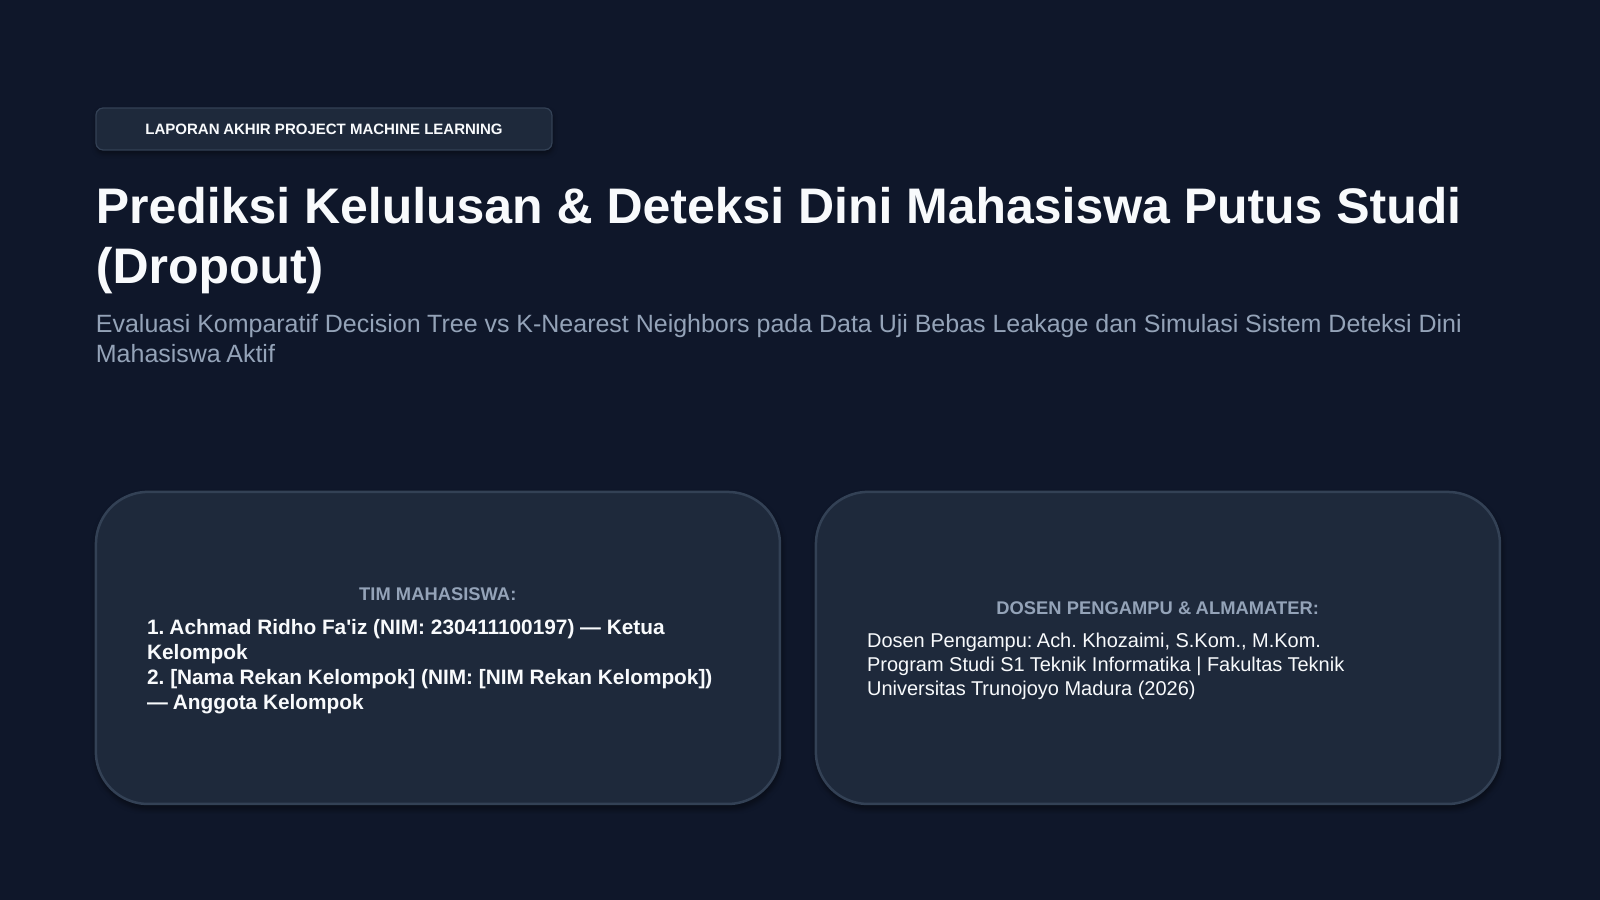 LAPORAN AKHIR PROJECT MACHINE LEARNING
Prediksi Kelulusan & Deteksi Dini Mahasiswa Putus Studi
(Dropout)
Evaluasi Komparatif Decision Tree vs K-Nearest Neighbors pada Data Uji Bebas Leakage dan Simulasi Sistem Deteksi Dini
Mahasiswa Aktif
TIM MAHASISWA:
1. Achmad Ridho Fa'iz (NIM: 230411100197) — Ketua
Kelompok
2. [Nama Rekan Kelompok] (NIM: [NIM Rekan Kelompok])
— Anggota Kelompok
DOSEN PENGAMPU & ALMAMATER:
Dosen Pengampu: Ach. Khozaimi, S.Kom., M.Kom.
Program Studi S1 Teknik Informatika | Fakultas Teknik
Universitas Trunojoyo Madura (2026)